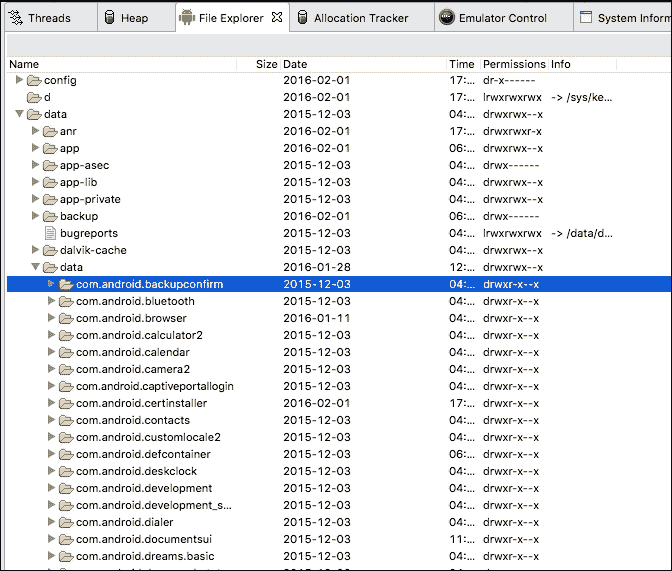 Threads Heap File Explorer Allocation Tracker Emulator Control System Inform
Name Size Date Time Permissions Info
config 2016-02-01 17:... dr-x------
d 2016-02-01 17:... lrwxrwxrwx -> /sys/ke...
data 2015-12-03 04:... drwxrwx--x
anr 2016-02-01 17:... drwxrwxr-x
app 2016-02-01 06:... drwxrwx--x
app-asec 2015-12-03 04:... drwx------
app-lib 2015-12-03 04:... drwxrwx--x
app-private 2015-12-03 04:... drwxrwx--x
backup 2016-02-01 06:... drwx------
bugreports 2015-12-03 04:... lrwxrwxrwx -> /data/d...
dalvik-cache 2015-12-03 04:... drwxrwx--x
data 2016-01-28 12:... drwxrwx--x
com.android.backupconfirm 2015-12-03 04:... drwxr-x--x
com.android.bluetooth 2015-12-03 04:... drwxr-x--x
com.android.browser 2016-01-11 04:... drwxr-x--x
com.android.calculator2 2015-12-03 04:... drwxr-x--x
com.android.calendar 2015-12-03 04:... drwxr-x--x
com.android.camera2 2015-12-03 04:... drwxr-x--x
com.android.captiveportallogin 2015-12-03 04:... drwxr-x--x
com.android.certinstaller 2016-02-01 17:... drwxr-x--x
com.android.contacts 2015-12-03 04:... drwxr-x--x
com.android.customlocale2 2015-12-03 04:... drwxr-x--x
com.android.defcontainer 2015-12-03 06:... drwxr-x--x
com.android.deskclock 2015-12-03 04:... drwxr-x--x
com.android.development 2015-12-03 04:... drwxr-x--x
com.android.development_s... 2015-12-03 04:... drwxr-x--x
com.android.dialer 2015-12-03 04:... drwxr-x--x
com.android.documentsui 2015-12-03 11:... drwxr-x--x
com.android.dreams.basic 2015-12-03 04:... drwxr-x--x